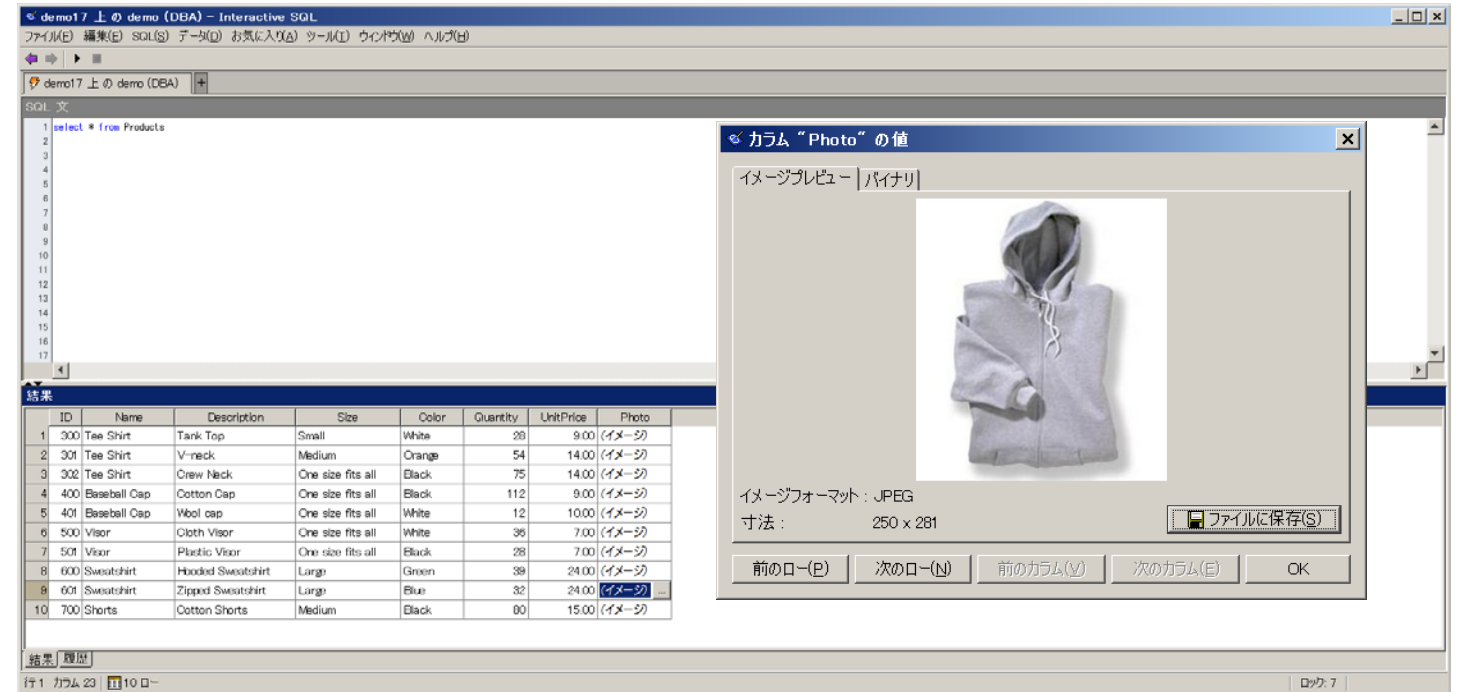 demo17 上の demo (DBA) - Interactive SQL
ファイル(F) 編集(E) SQL(S) データ(D) お気に入り(A) ツール(T) ウィンドウ(W) ヘルプ(H)
demo17 上の demo (DBA) +
SQL 文
1 select * from Products
2
3
4
5
6
7
8
9
10
11
12
13
14
15
16
17
結果
ID Name Description Size Color Quantity UnitPrice Photo
1 300 Tee Shirt Tank Top Small White 28 9.00 (イメージ)
2 301 Tee Shirt V-neck Medium Orange 54 14.00 (イメージ)
3 302 Tee Shirt Crew Neck One size fits all Black 75 14.00 (イメージ)
4 400 Baseball Cap Cotton Cap One size fits all Black 112 9.00 (イメージ)
5 401 Baseball Cap Wool cap One size fits all White 12 10.00 (イメージ)
6 500 Visor Cloth Visor One size fits all White 36 7.00 (イメージ)
7 501 Visor Plastic Visor One size fits all Black 28 7.00 (イメージ)
8 600 Sweatshirt Hooded Sweatshirt Large Green 39 24.00 (イメージ)
9 601 Sweatshirt Zipped Sweatshirt Large Blue 32 24.00 (イメージ) ...
10 700 Shorts Cotton Shorts Medium Black 80 15.00 (イメージ)
結果 履歴
行 1 カラム 23 10 ロー
ロック: 7
カラム "Photo" の値
イメージプレビュー バイナリ
イメージフォーマット : JPEG
寸法 : 250 x 281
ファイルに保存(S)
前のロー(P) 次のロー(N) 前のカラム(V) 次のカラム(E) OK